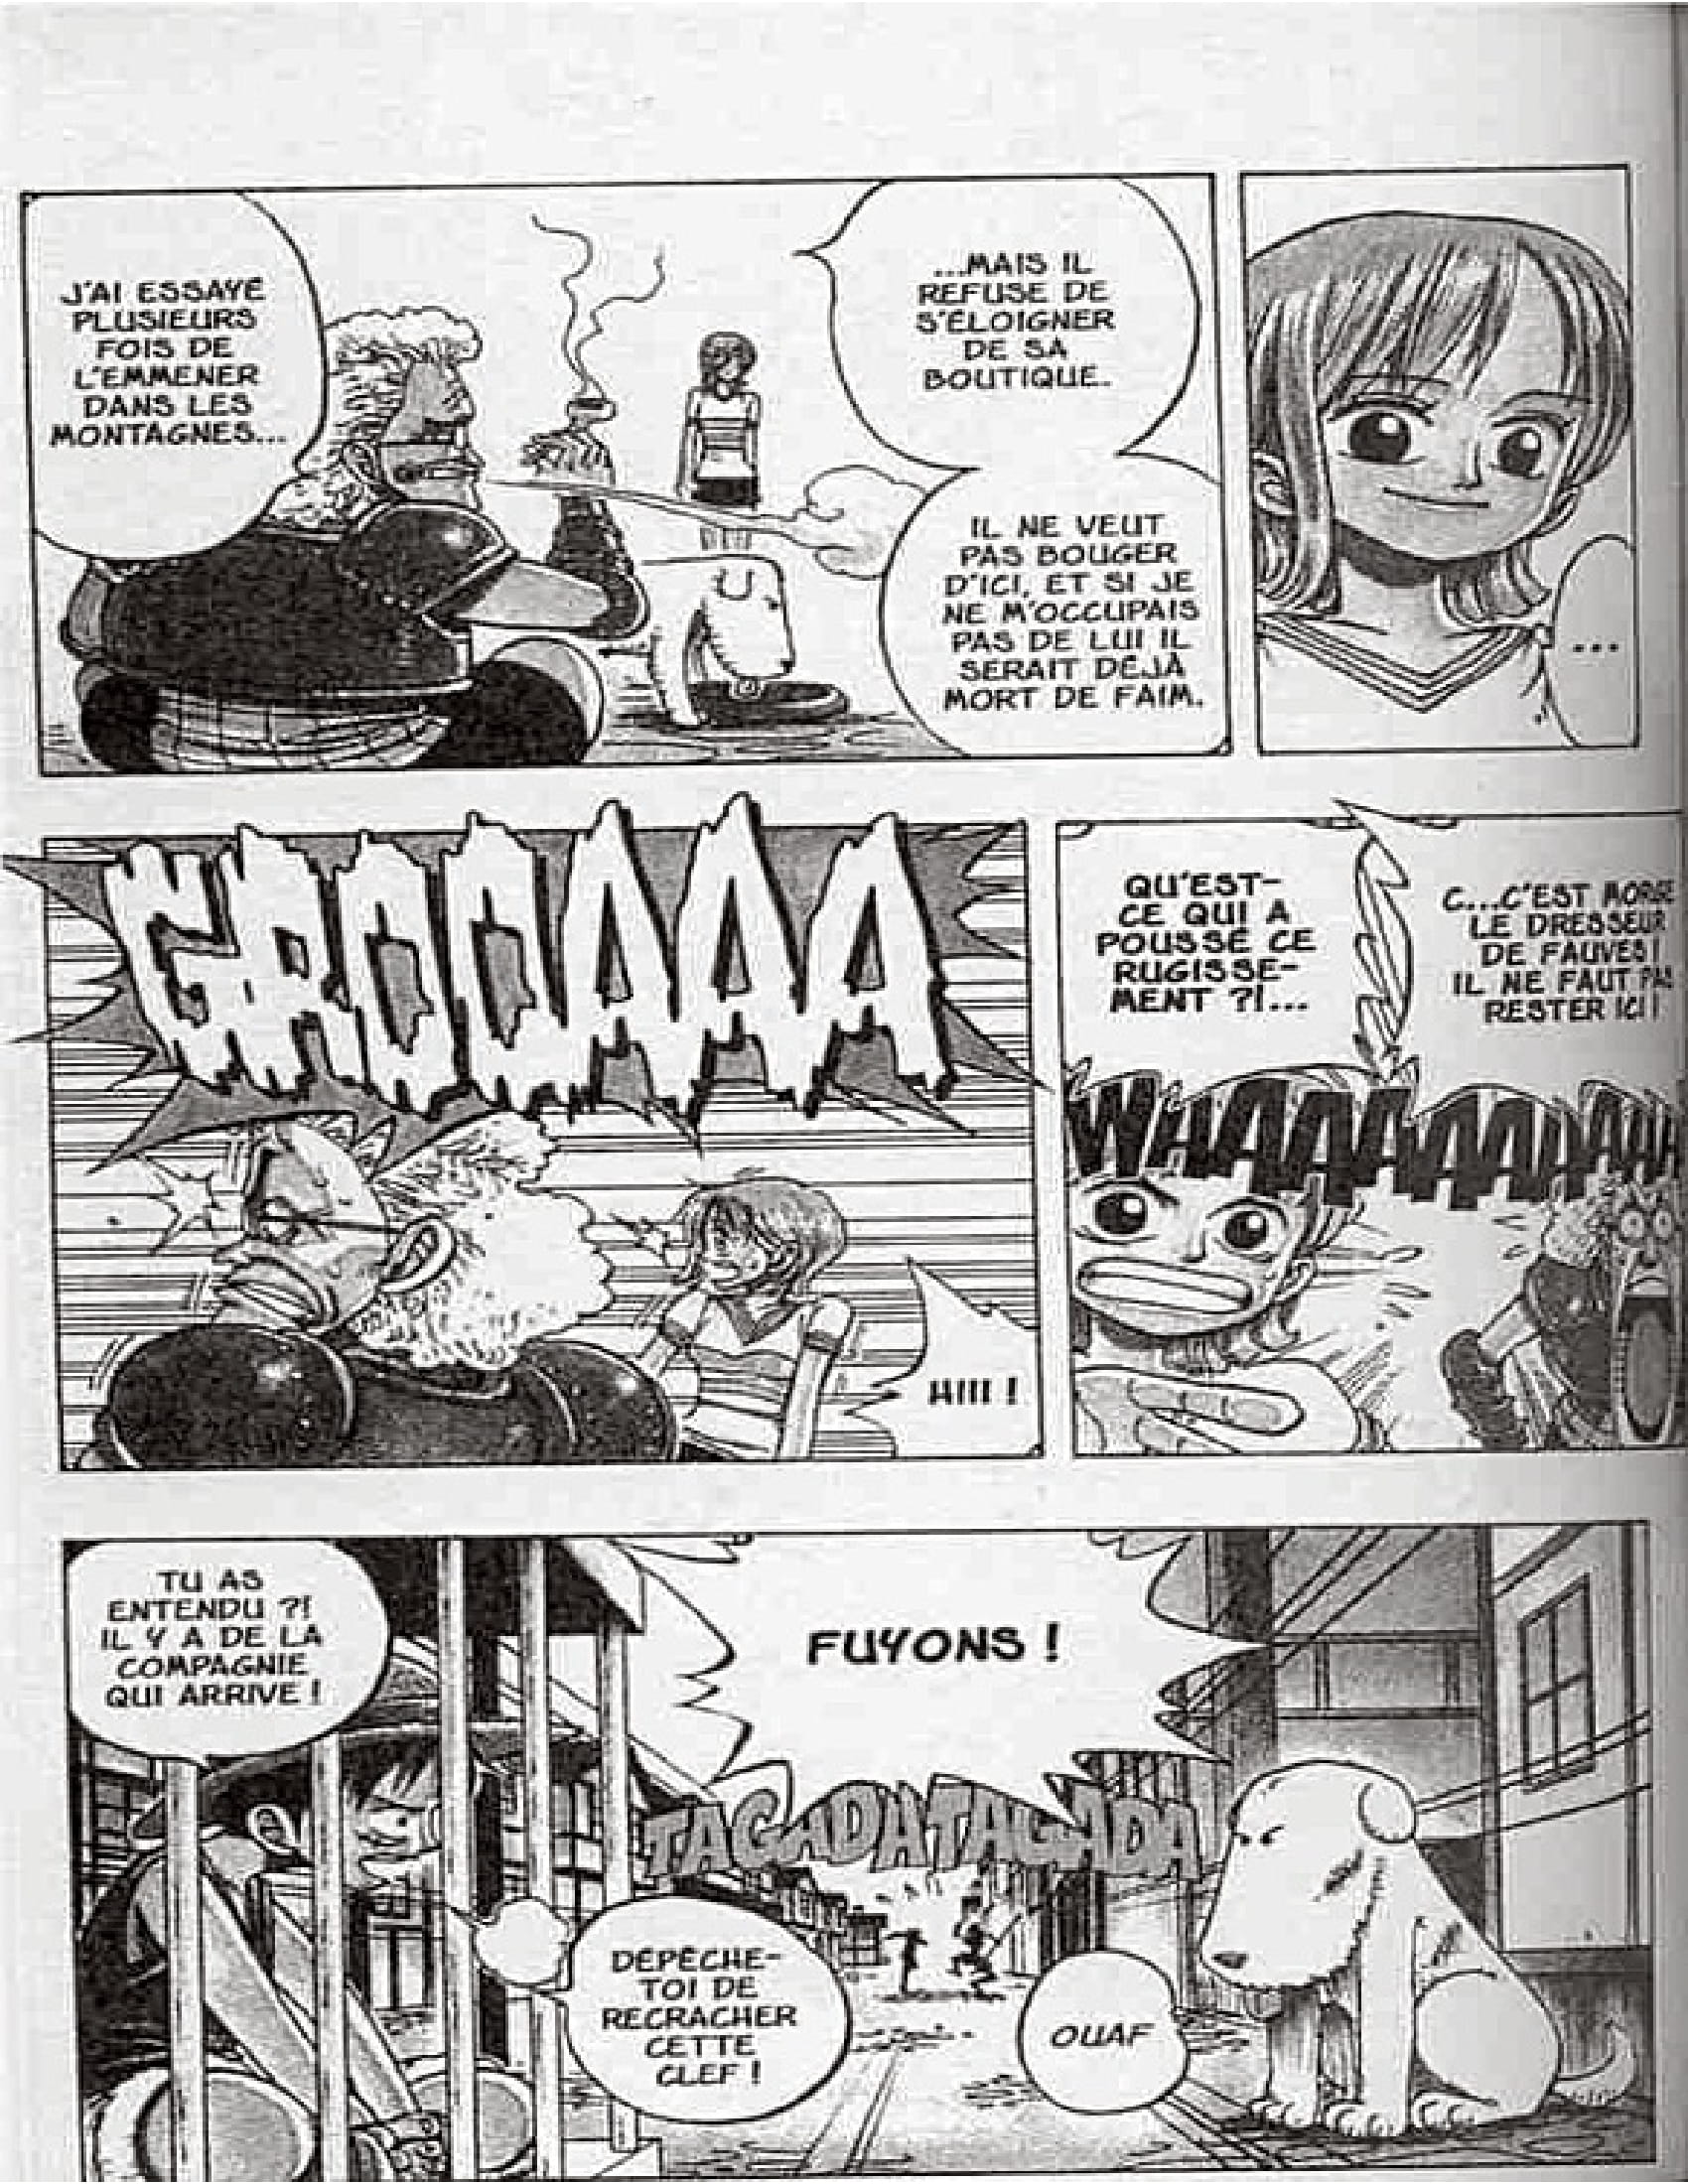 J'AI ESSAYÉ
PLUSIEURS
FOIS DE
L'EMMENER
DANS LES
MONTAGNES...
...MAIS IL
REFUSE DE
S'ÉLOIGNER
DE SA
BOUTIQUE.
IL NE VEUT
PAS BOUGER
D'ICI, ET SI JE
NE M'OCCUPAIS
PAS DE LUI IL
SERAIT DÉJÀ
MORT DE FAIM.
...
GROOAAA
HIII !
QU'EST-
CE QUI A
POUSSÉ CE
RUGISSE-
MENT ?!...
C...C'EST MORGE
LE DRESSEUR
DE FAUVES!
IL NE FAUT PAS
RESTER ICI!
WHAAAAAAAHH
TU AS
ENTENDU ?!
IL Y A DE LA
COMPAGNIE
QUI ARRIVE !
FUYONS !
TAGADATAGADA
DÉPÊCHE-
TOI DE
RECRACHER
CETTE
CLEF !
OUAF